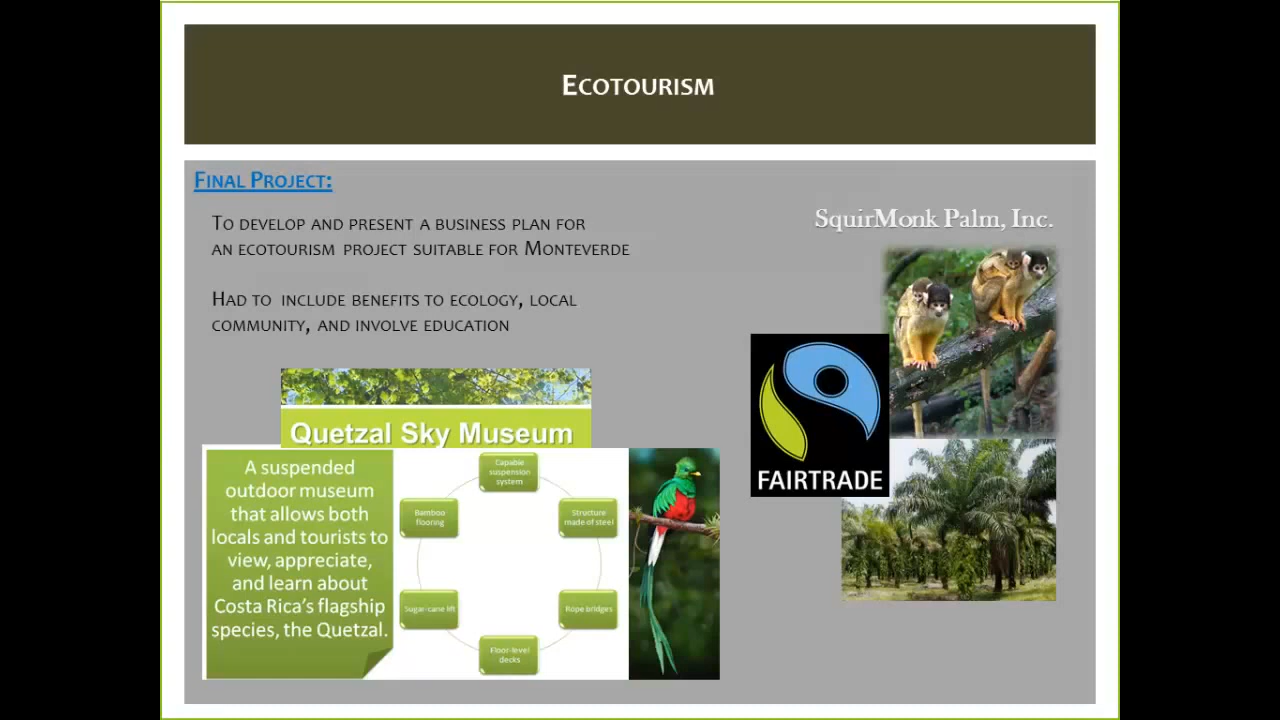 Ecotourism
Final Project:
To develop and present a business plan for
an ecotourism project suitable for Monteverde
Had to include benefits to ecology, local
community, and involve education
SquirMonk Palm, Inc.
FAIRTRADE
Quetzal Sky Museum
A suspended
outdoor museum
that allows both
locals and tourists to
view, appreciate,
and learn about
Costa Rica's flagship
species, the Quetzal.
Capable
suspension
system
Structure
made of steel
Rope bridges
Floor-level
decks
Sugar-cane lift
Bamboo
flooring